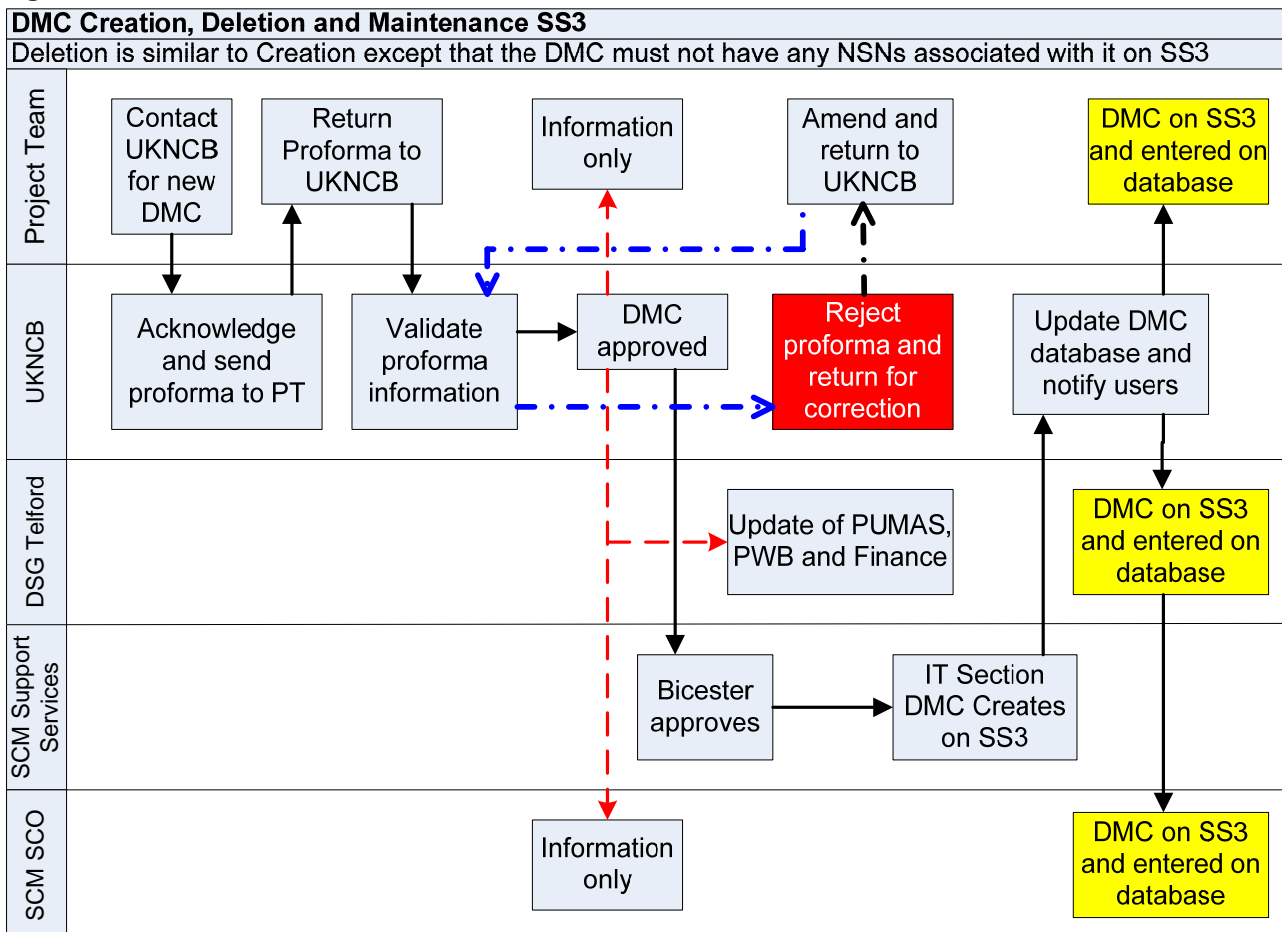 DMC Creation, Deletion and Maintenance SS3
Deletion is similar to Creation except that the DMC must not have any NSNs associated with it on SS3
Project Team
Contact
UKNCB
for new
DMC
Return
Proforma to
UKNCB
Information
only
Amend and
return to
UKNCB
DMC on SS3
and entered on
database
UKNCB
Acknowledge
and send
proforma to PT
Validate
proforma
information
DMC
approved
Reject
proforma and
return for
correction
Update DMC
database and
notify users
DSG Telford
Update of PUMAS,
PWB and Finance
DMC on SS3
and entered on
database
SCM Support
Services
Bicester
approves
IT Section
DMC Creates
on SS3
SCM SCO
Information
only
DMC on SS3
and entered on
database